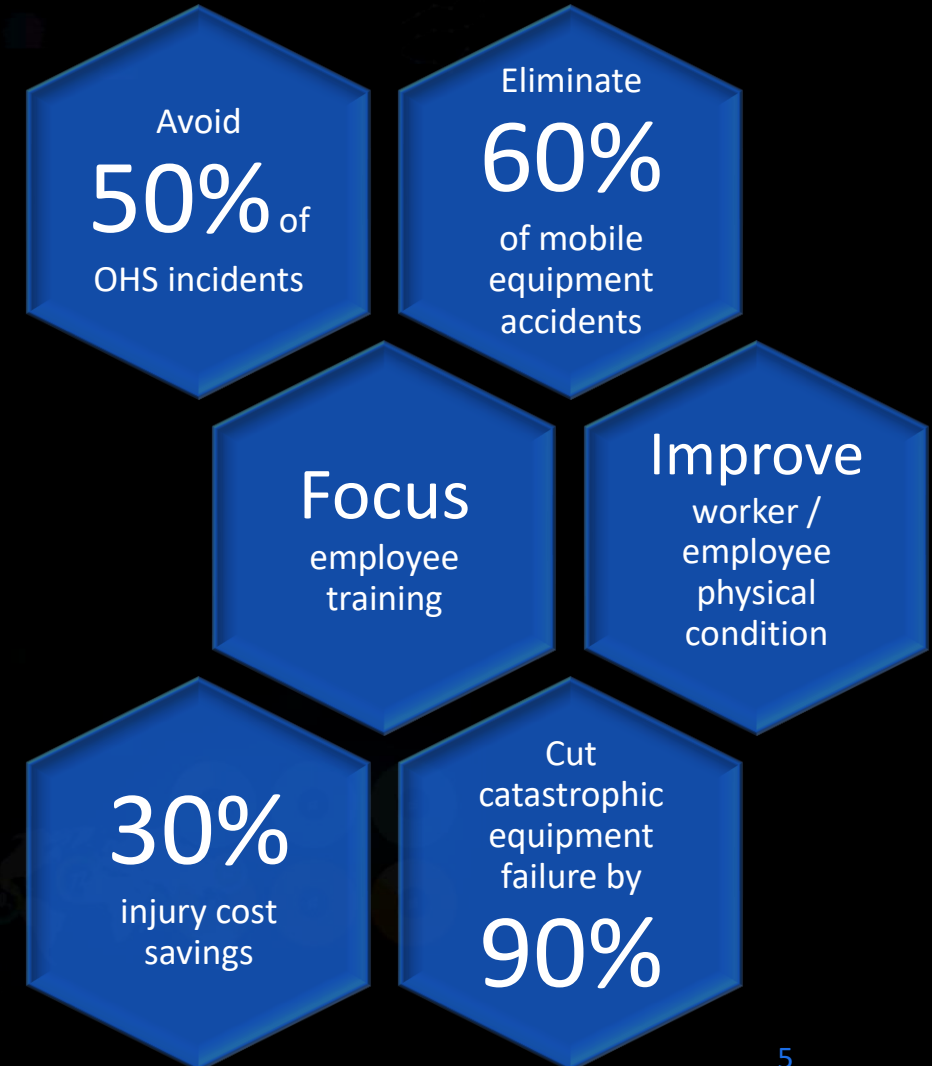 Avoid
50% of
OHS incidents
Eliminate
60%
of mobile
equipment
accidents
Focus
employee
training
Improve
worker /
employee
physical
condition
30%
injury cost
savings
Cut
catastrophic
equipment
failure by
90%
5